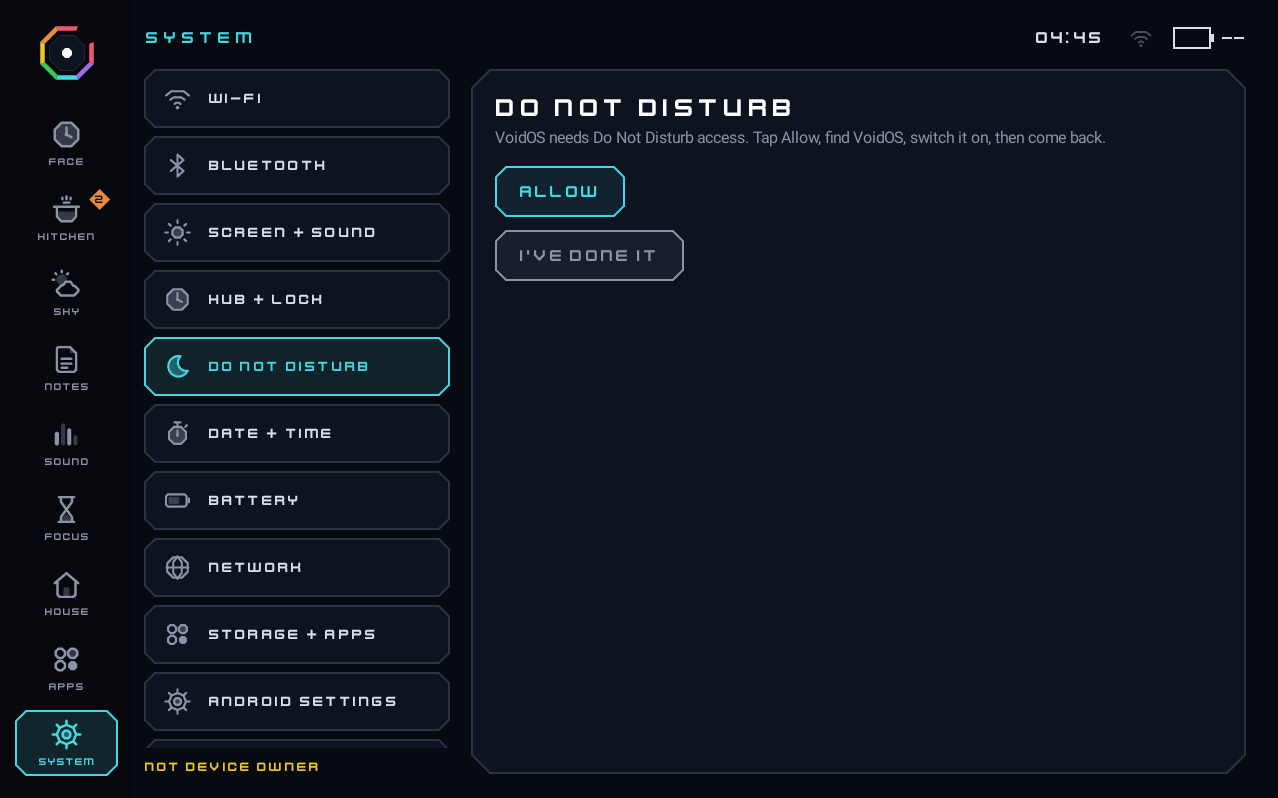 SYSTEM
04:45
--
FACE
2
KITCHEN
SKY
NOTES
SOUND
FOCUS
HOUSE
APPS
SYSTEM
WI-FI
BLUETOOTH
SCREEN + SOUND
HUB + LOCK
DO NOT DISTURB
DATE + TIME
BATTERY
NETWORK
STORAGE + APPS
ANDROID SETTINGS
NOT DEVICE OWNER
DO NOT DISTURB
VoidOS needs Do Not Disturb access. Tap Allow, find VoidOS, switch it on, then come back.
ALLOW
I'VE DONE IT